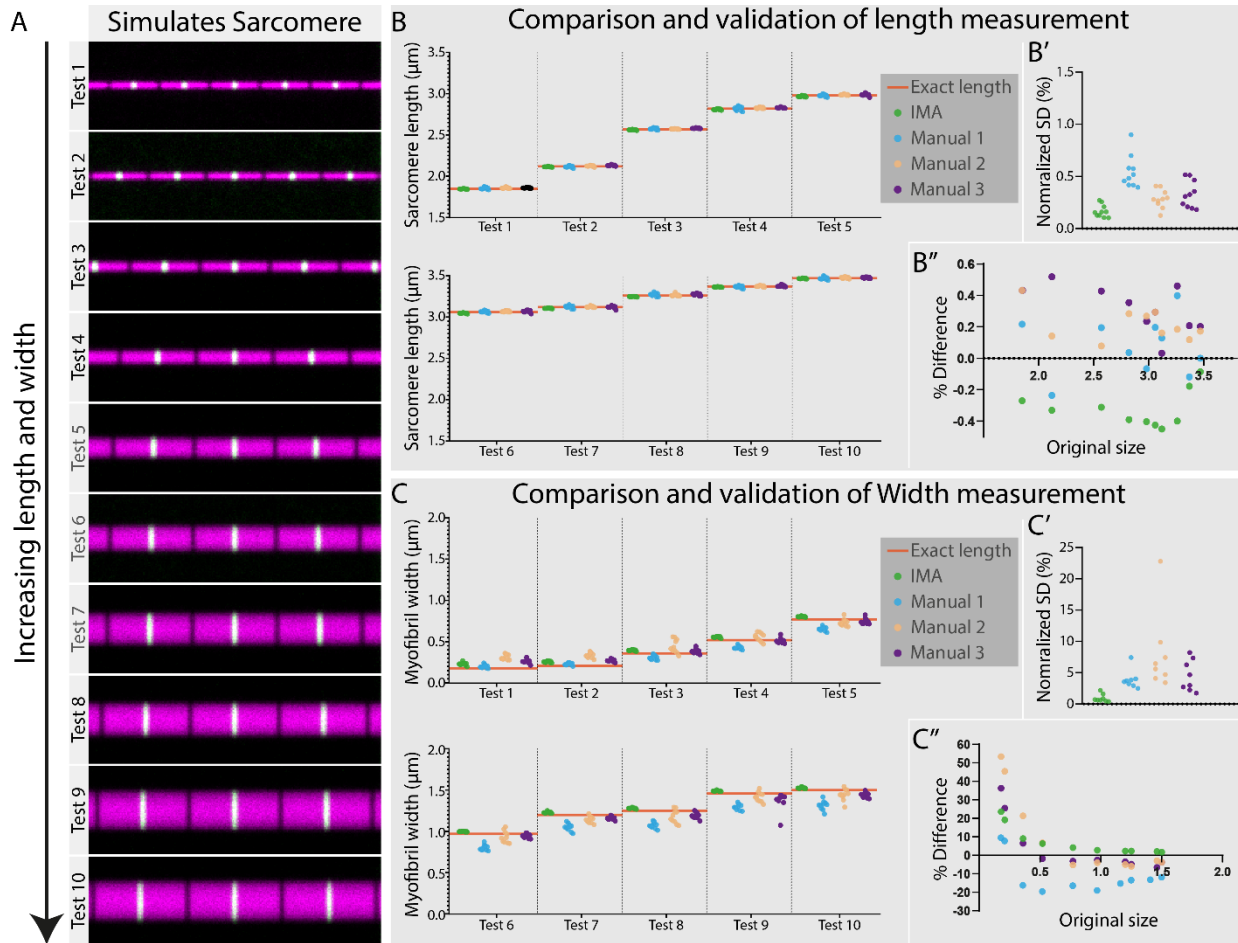 A
Simulates Sarcomere
Increasing length and width
Test 1
Test 2
Test 3
Test 4
Test 5
Test 6
Test 7
Test 8
Test 9
Test 10
B
Comparison and validation of length measurement
Sarcomere length (µm)
3.5
3.0
2.5
2.0
1.5
Test 1 Test 2 Test 3 Test 4 Test 5
Exact length
IMA
Manual 1
Manual 2
Manual 3
Sarcomere length (µm)
3.5
3.0
2.5
2.0
1.5
Test 6 Test 7 Test 8 Test 9 Test 10
B'
Nomralized SD (%)
1.5
1.0
0.5
0
B"
% Difference
0.6
0.4
0.2
0.0
-0.2
-0.4
2.0 2.5 3.0 3.5
Original size
C
Comparison and validation of Width measurement
Myofibril width (µm)
2.0
1.5
1.0
0.5
0.0
Test 1 Test 2 Test 3 Test 4 Test 5
Exact length
IMA
Manual 1
Manual 2
Manual 3
Myofibril width (µm)
2.0
1.5
1.0
0.5
0.0
Test 6 Test 7 Test 8 Test 9 Test 10
C'
Nomralized SD (%)
25
20
15
10
5
0
C"
% Difference
60
50
40
30
20
10
0
-10
-20
-30
0.5 1.0 1.5 2.0
Original size